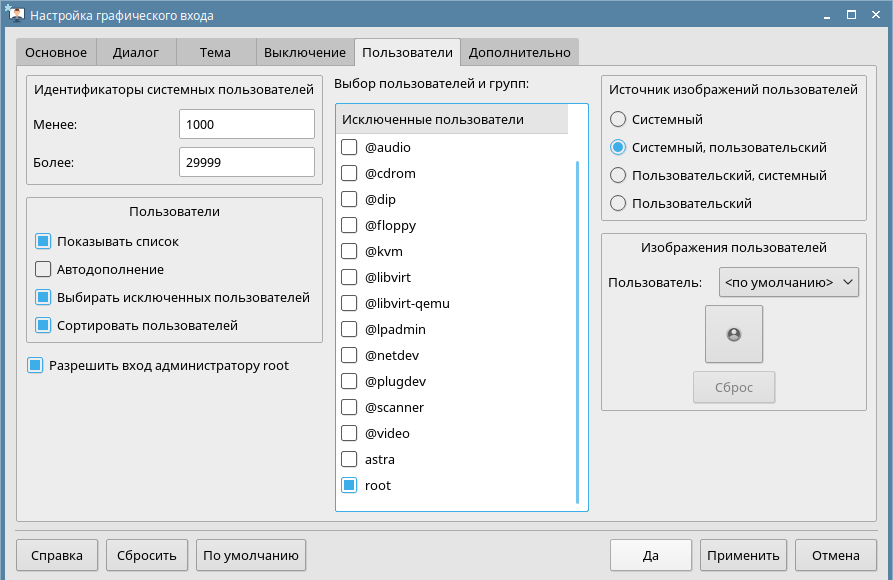 Настройка графического входа
Основное
Диалог
Тема
Выключение
Пользователи
Дополнительно
Идентификаторы системных пользователей
Менее:
1000
Более:
29999
Пользователи
Показывать список
Автодополнение
Выбирать исключенных пользователей
Сортировать пользователей
Разрешить вход администратору root
Выбор пользователей и групп:
Исключенные пользователи
@audio
@cdrom
@dip
@floppy
@kvm
@libvirt
@libvirt-qemu
@lpadmin
@netdev
@plugdev
@scanner
@video
astra
root
Источник изображений пользователей
Системный
Системный, пользовательский
Пользовательский, системный
Пользовательский
Изображения пользователей
Пользователь:
<по умолчанию>
Сброс
Справка
Сбросить
По умолчанию
Да
Применить
Отмена